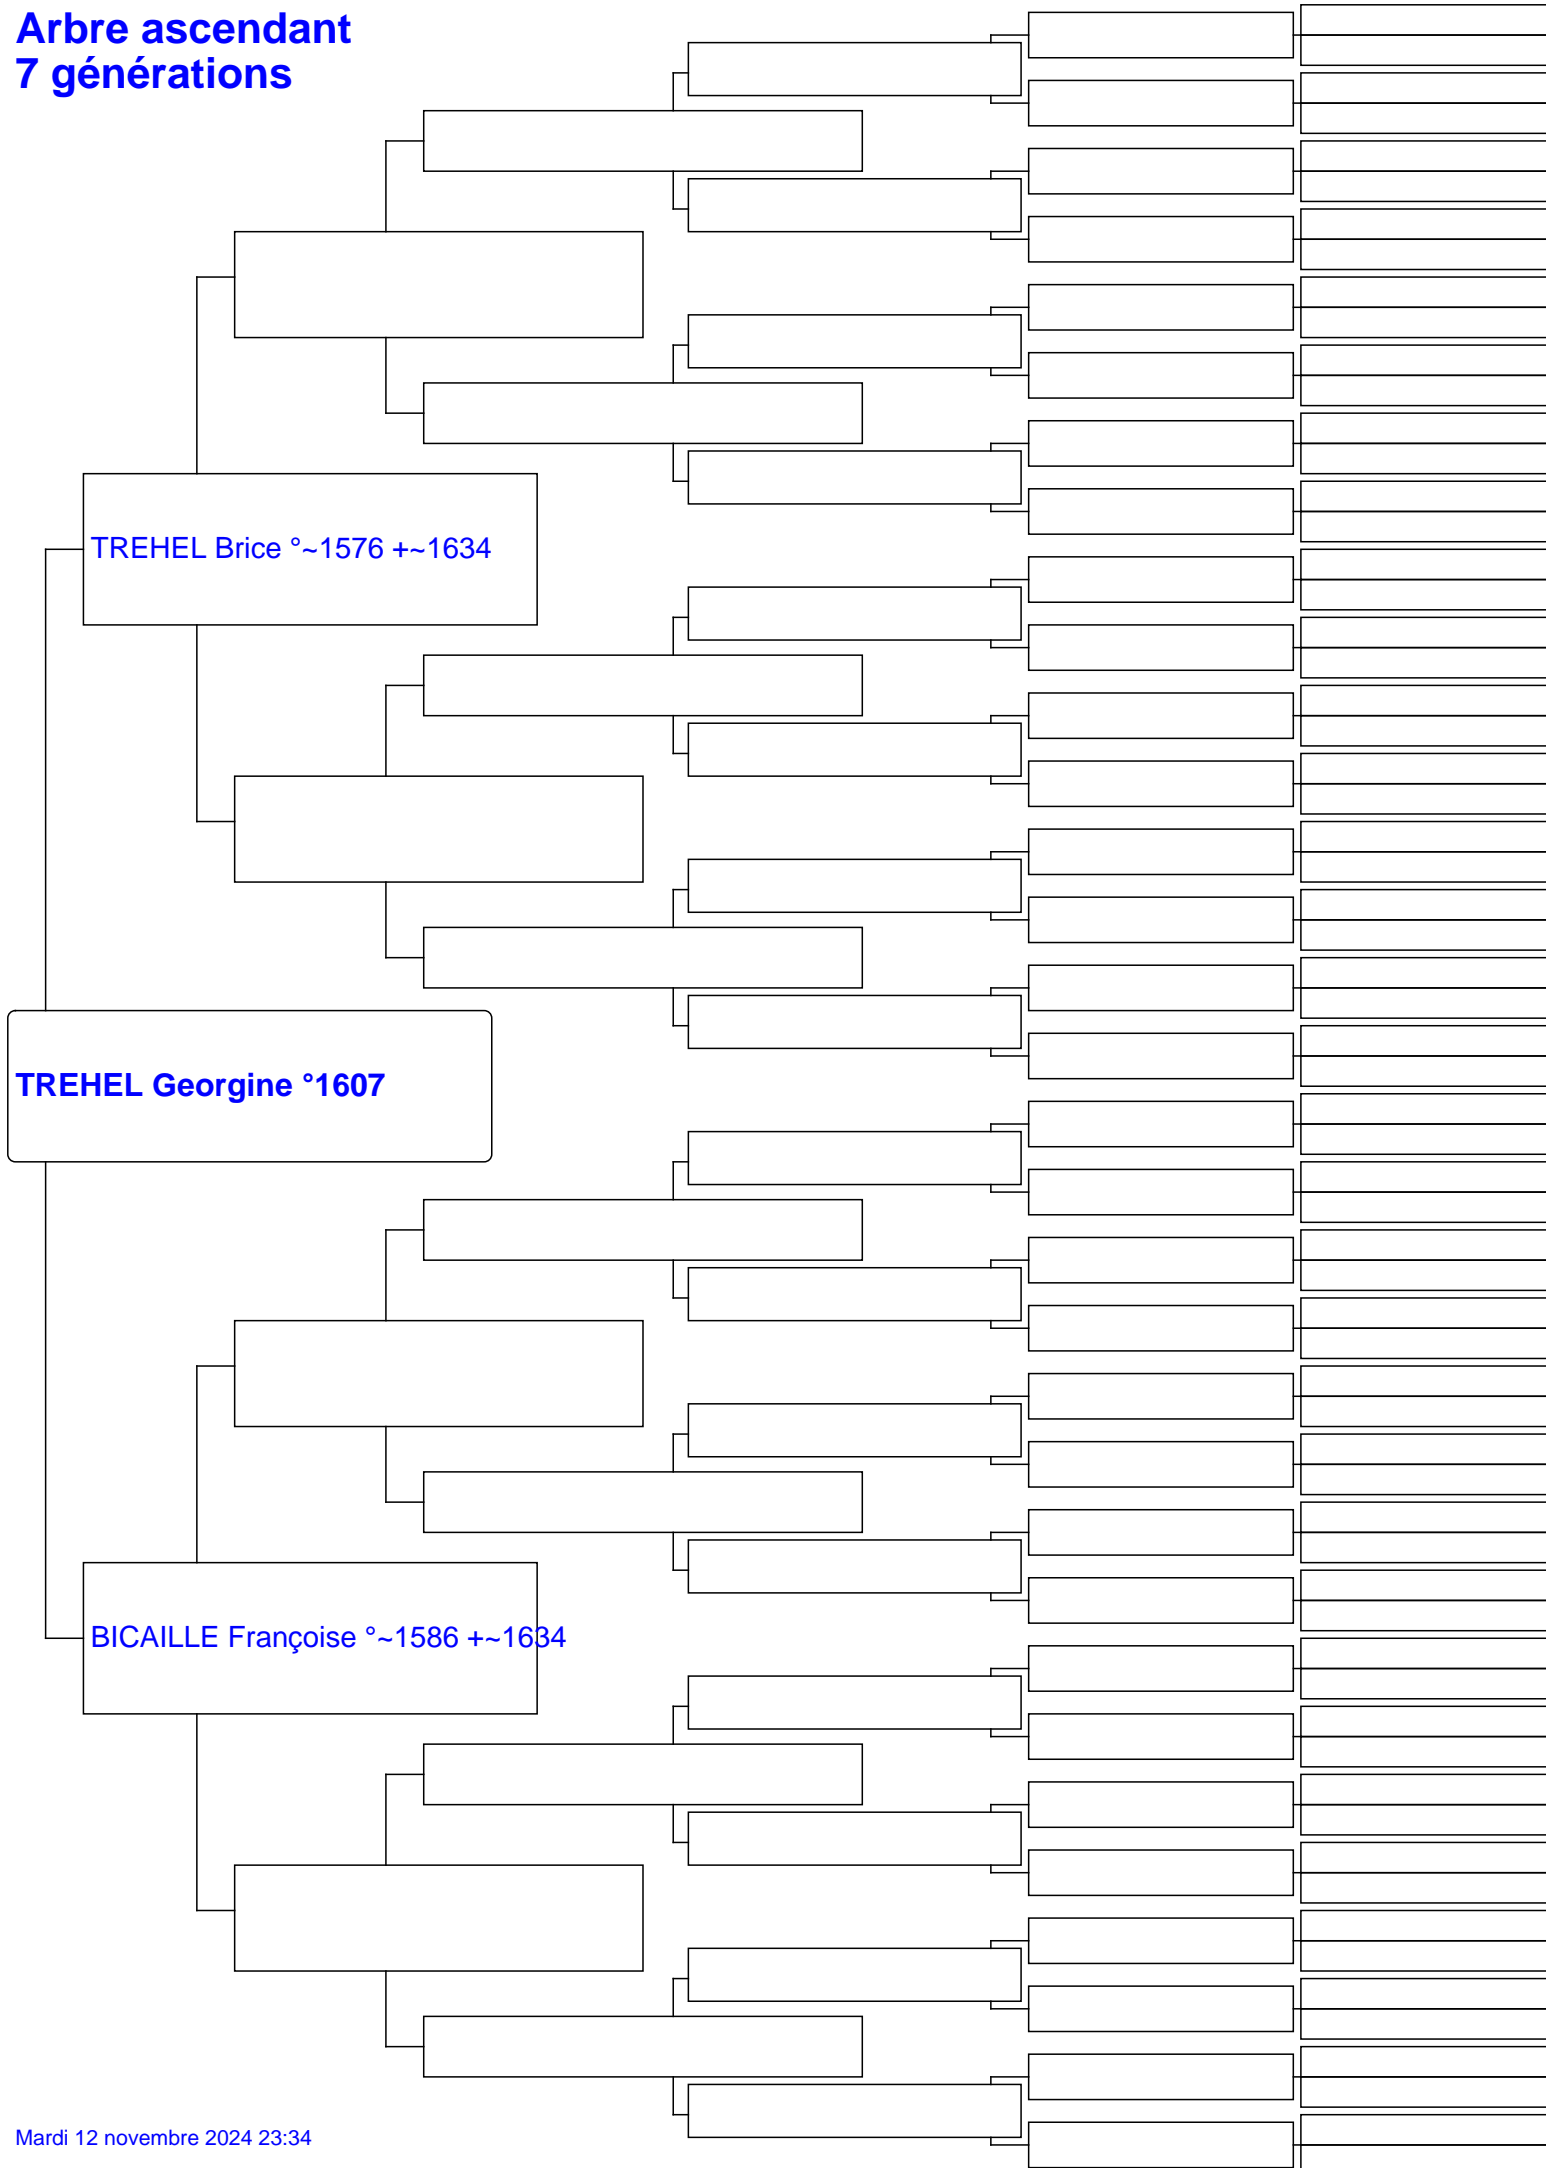 Arbre ascendant
7 générations
TREHEL Brice °~1576 +~1634
TREHEL Georgine °1607
BICAILLE Françoise °~1586 +~1634
Mardi 12 novembre 2024 23:34